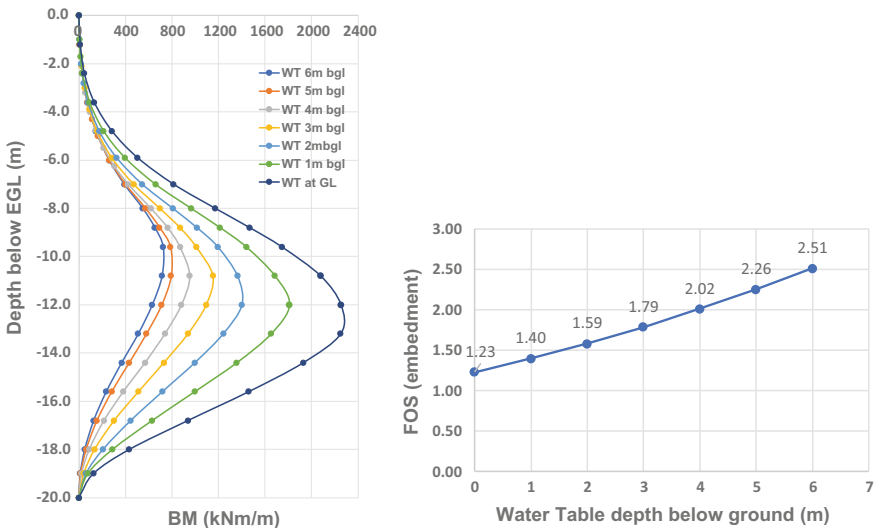 0.0
0 400 800 1200 1600 2000 2400
-2.0
-4.0
-6.0
-8.0
-10.0
-12.0
-14.0
-16.0
-18.0
-20.0
Depth below EGL (m)
BM (kNm/m)
WT 6m bgl
WT 5m bgl
WT 4m bgl
WT 3m bgl
WT 2mbgl
WT 1m bgl
WT at GL
3.00
2.50
2.00
1.50
1.00
0.50
0.00
FOS (embedment)
1.23
1.40
1.59
1.79
2.02
2.26
2.51
0 1 2 3 4 5 6 7
Water Table depth below ground (m)